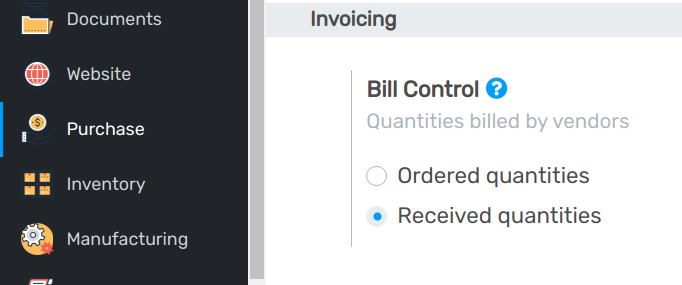 Documents
Website
Purchase
Inventory
Manufacturing
Invoicing
Bill Control ?
Quantities billed by vendors
Ordered quantities
Received quantities